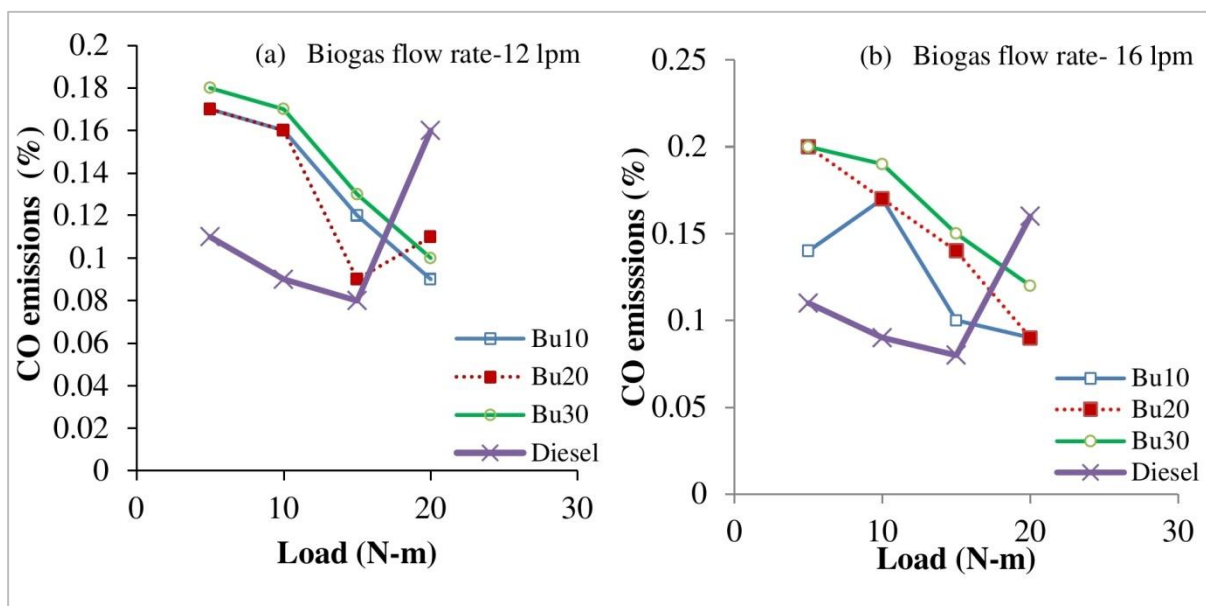 (a) Biogas flow rate-12 lpm
CO emissions (%)
0.2
0.18
0.16
0.14
0.12
0.1
0.08
0.06
0.04
0.02
0
Bu10
Bu20
Bu30
Diesel
0 10 20 30
Load (N-m)
(b) Biogas flow rate- 16 lpm
CO emisssions (%)
0.25
0.2
0.15
0.1
0.05
0
Bu10
Bu20
Bu30
Diesel
0 10 20 30
Load (N-m)